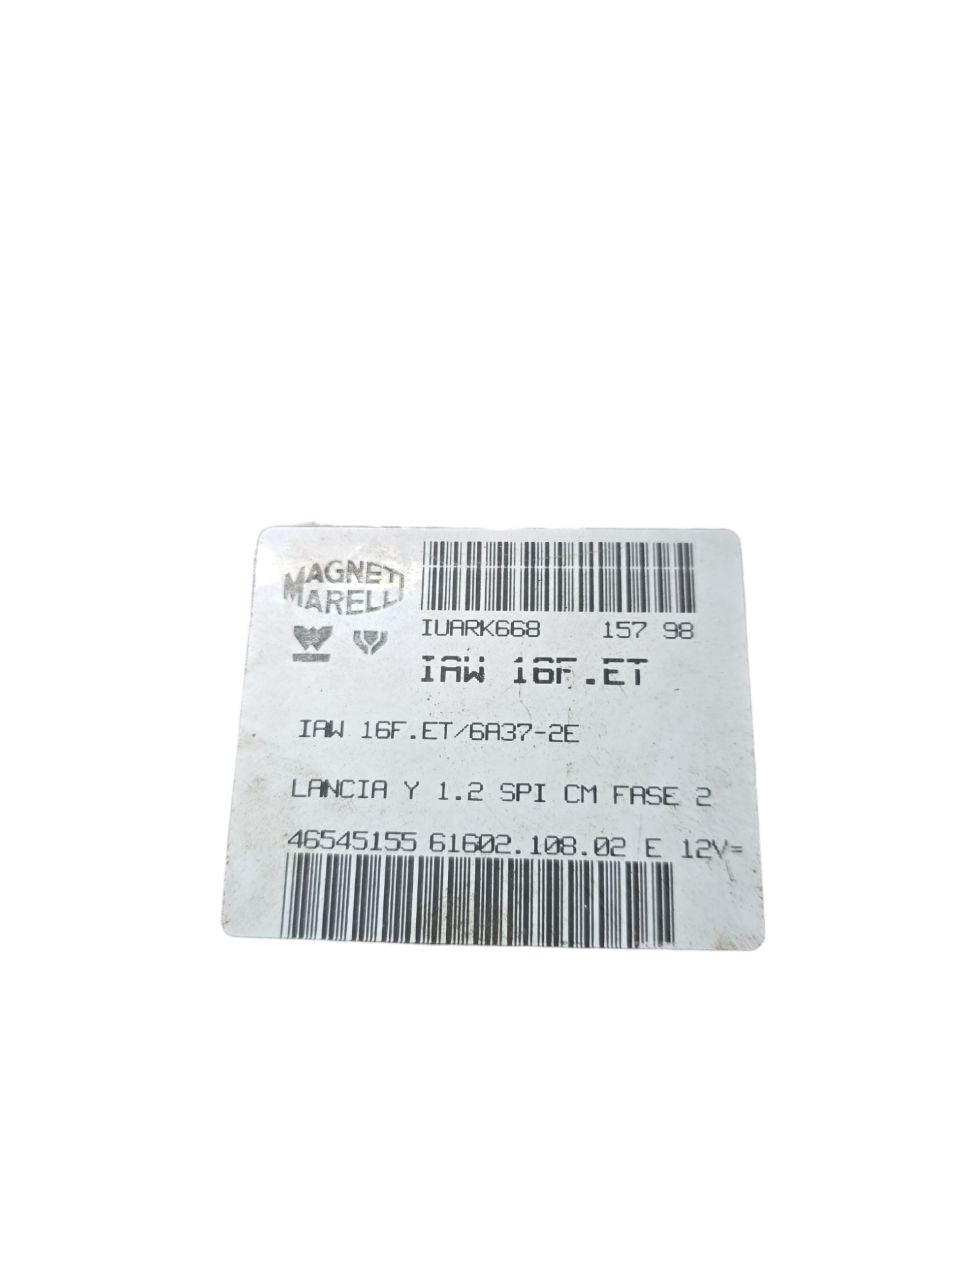 MAGNETI
MARELLI
IUARK668 157 98
IAW 16F.ET
IAW 16F.ET/6A37-2E
LANCIA Y 1.2 SPI CM FASE 2
46545155 61602.108.02 E 12V=